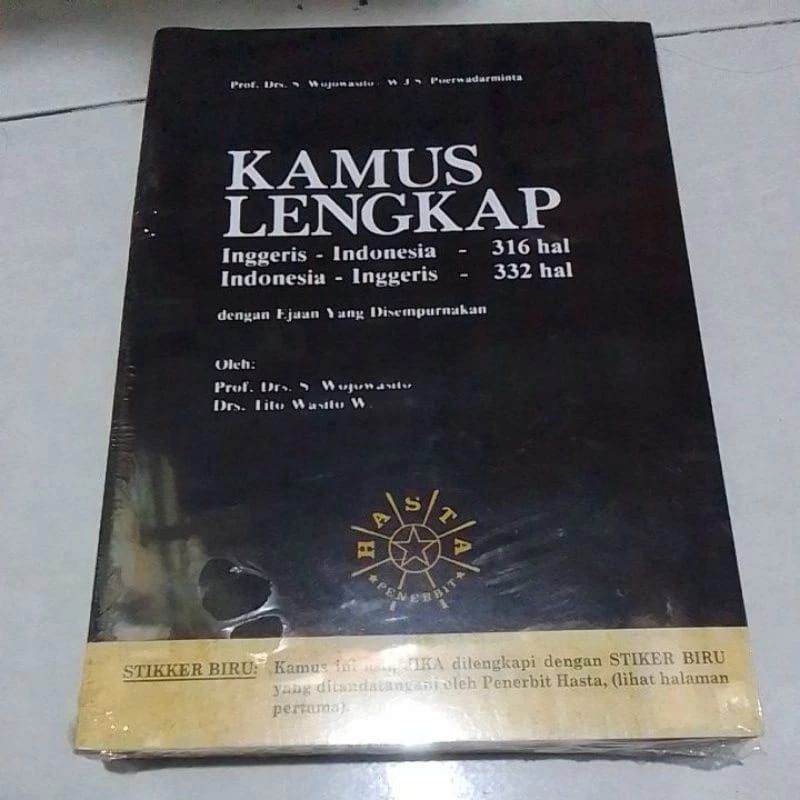 Prof. Drs. S. Wojowasito - W.J.S. Poerwadarminta
KAMUS
LENGKAP
Inggeris - Indonesia - 316 hal
Indonesia - Inggeris - 332 hal
dengan Ejaan Yang Disempurnakan
Oleh:
Prof. Drs. S. Wojowasito
Drs. Tito Wasito W.
HASTA
PENERBIT
STIKKER BIRU: Kamus ini JIKA dilengkapi dengan STIKER BIRU
yang ditandatangani oleh Penerbit Hasta, (lihat halaman
pertama).